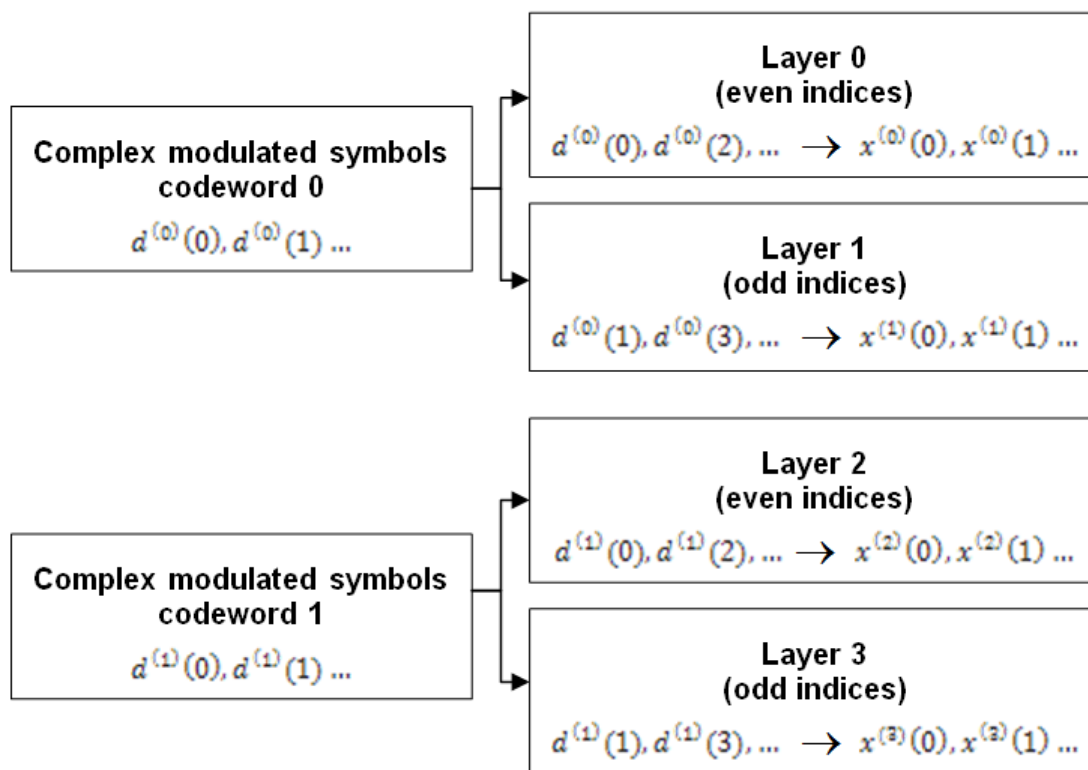 Complex modulated symbols
codeword 0
d⁽⁰⁾(0), d⁽⁰⁾(1) ...
Layer 0
(even indices)
d⁽⁰⁾(0), d⁽⁰⁾(2), ... → x⁽⁰⁾(0), x⁽⁰⁾(1) ...
Layer 1
(odd indices)
d⁽⁰⁾(1), d⁽⁰⁾(3), ... → x⁽¹⁾(0), x⁽¹⁾(1) ...
Complex modulated symbols
codeword 1
d⁽¹⁾(0), d⁽¹⁾(1) ...
Layer 2
(even indices)
d⁽¹⁾(0), d⁽¹⁾(2), ... → x⁽²⁾(0), x⁽²⁾(1) ...
Layer 3
(odd indices)
d⁽¹⁾(1), d⁽¹⁾(3), ... → x⁽³⁾(0), x⁽³⁾(1) ...